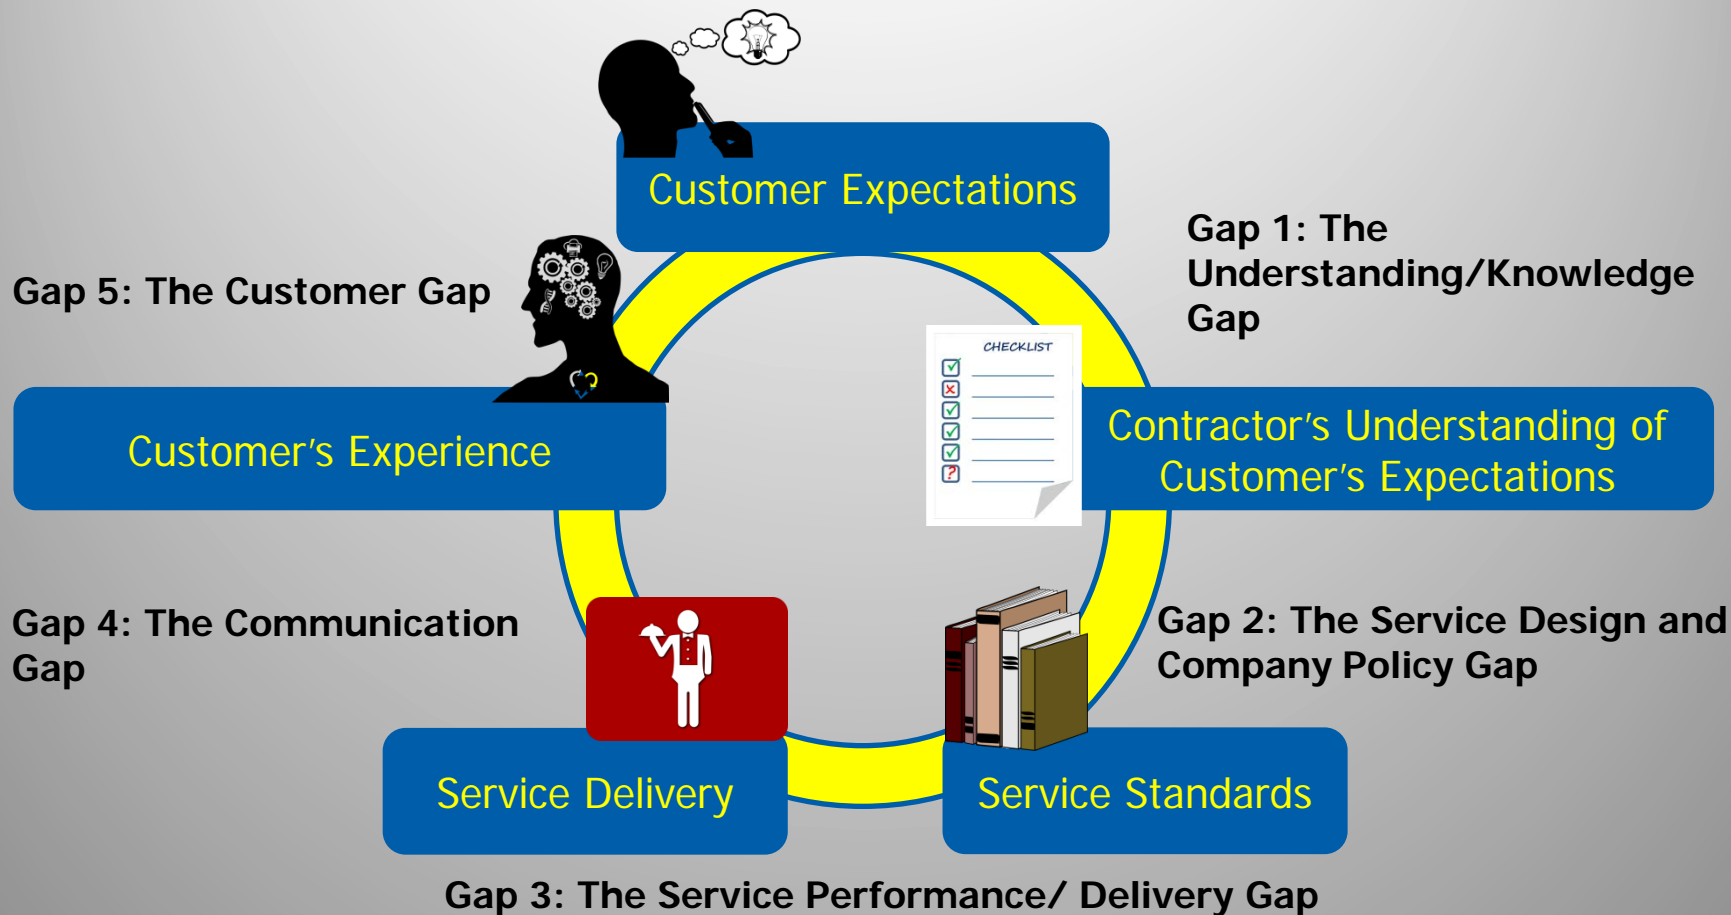 Customer Expectations
Gap 1: The
Understanding/Knowledge
Gap
Gap 5: The Customer Gap
CHECKLIST
?
Contractor's Understanding of
Customer's Expectations
Customer's Experience
Gap 4: The Communication
Gap
Gap 2: The Service Design and
Company Policy Gap
Service Delivery
Service Standards
Gap 3: The Service Performance/ Delivery Gap